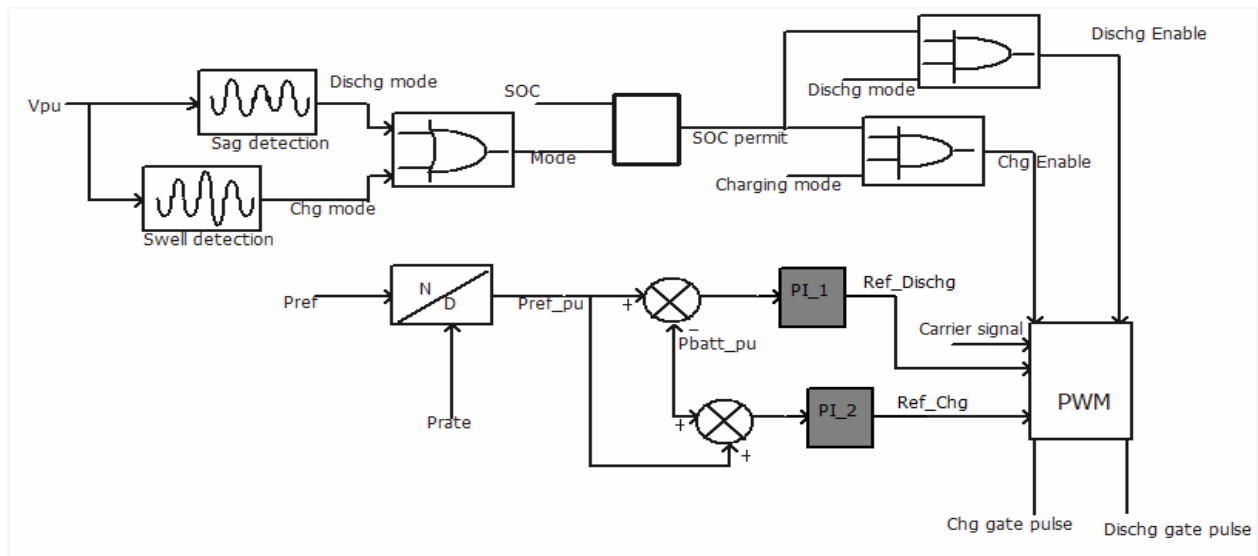 Dischg Enable
Dischg mode
Vpu
SOC
Dischg mode
Sag detection
Mode
SOC permit
Chg Enable
Charging mode
Chg mode
Swell detection
N
D
Pref
Pref_pu
+
−
PI_1
Ref_Dischg
Carrier signal
Pbatt_pu
Prate
+
+
PI_2
Ref_Chg
PWM
Chg gate pulse
Dischg gate pulse